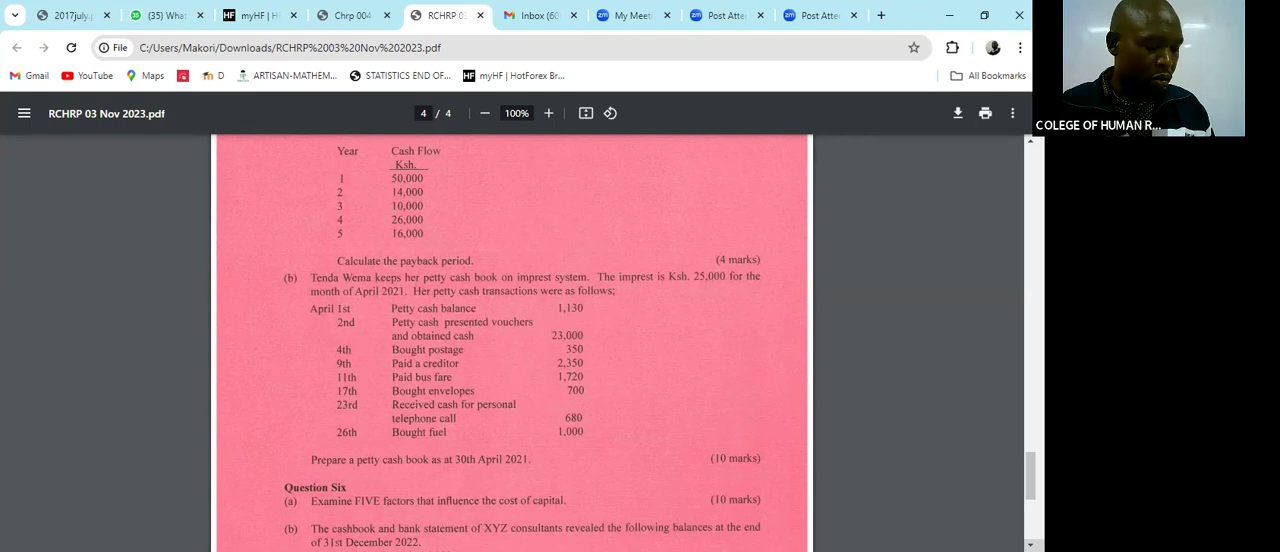 2017july.p
(35) What
myHF | H
Chrp 004
RCHRP 03
Inbox (60
My Meeti
Post Atte
Post Atte
File C:/Users/Makori/Downloads/RCHRP%2003%20Nov%202023.pdf
Gmail YouTube Maps D ARTISAN-MATHEM... STATISTICS END OF... myHF | HotForex Br... All Bookmarks
RCHRP 03 Nov 2023.pdf 4 / 4 100%
COLEGE OF HUMAN R...
Year Cash Flow
Ksh.
1 50,000
2 14,000
3 10,000
4 26,000
5 16,000
Calculate the payback period. (4 marks)
(b) Tenda Wema keeps her petty cash book on imprest system. The imprest is Ksh. 25,000 for the
month of April 2021. Her petty cash transactions were as follows;
April 1st Petty cash balance 1,130
2nd Petty cash presented vouchers
and obtained cash 23,000
4th Bought postage 350
9th Paid a creditor 2,350
11th Paid bus fare 1,720
17th Bought envelopes 700
23rd Received cash for personal
telephone call 680
26th Bought fuel 1,000
Prepare a petty cash book as at 30th April 2021. (10 marks)
Question Six
(a) Examine FIVE factors that influence the cost of capital. (10 marks)
(b) The cashbook and bank statement of XYZ consultants revealed the following balances at the end
of 31st December 2022.